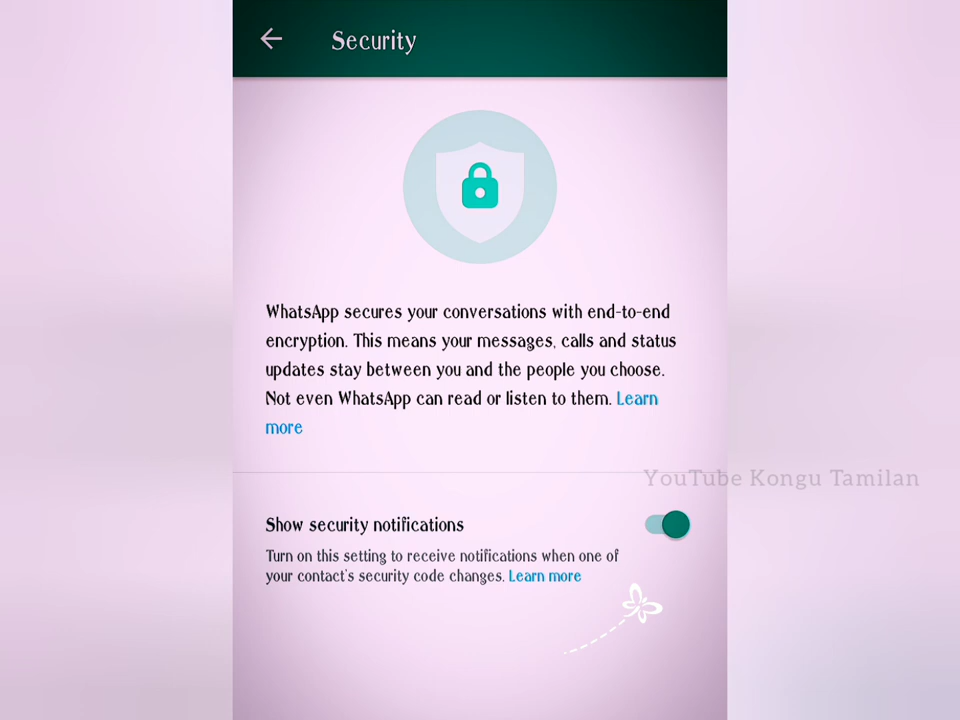 Security
WhatsApp secures your conversations with end-to-end
encryption. This means your messages, calls and status
updates stay between you and the people you choose.
Not even WhatsApp can read or listen to them. Learn
more
YouTube Kongu Tamilan
Show security notifications
Turn on this setting to receive notifications when one of
your contact's security code changes. Learn more